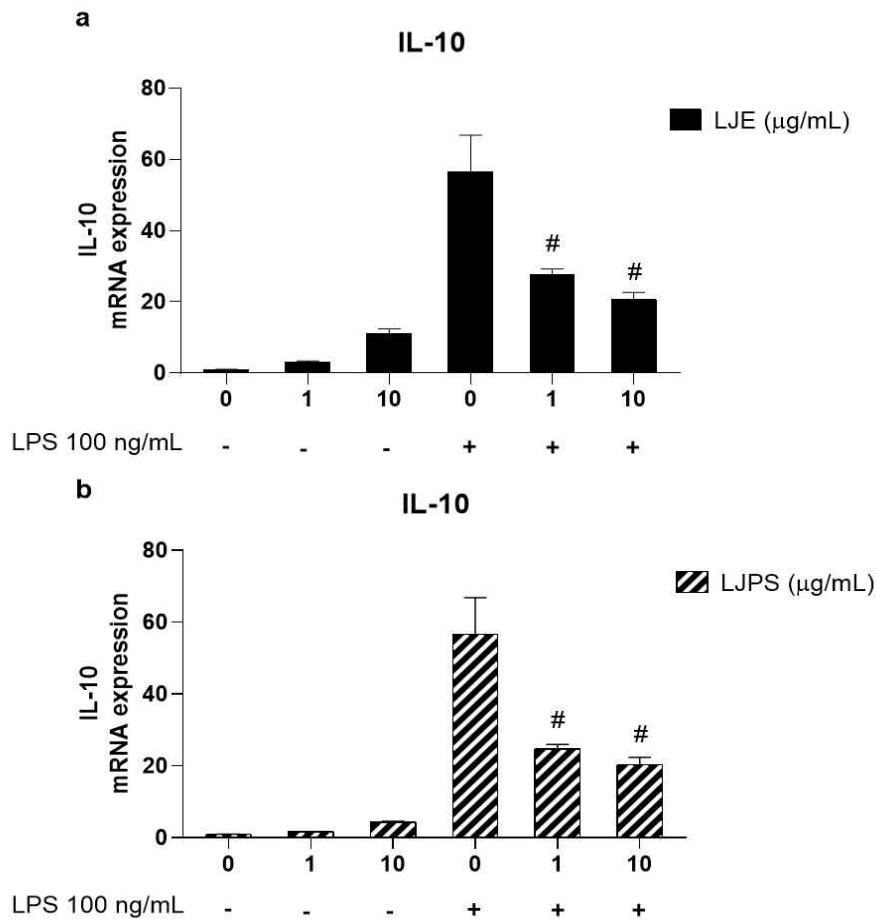 a
IL-10
IL-10
mRNA expression
80
60
40
20
0
LJE (μg/mL)
0 1 10 0 1 10
# #
LPS 100 ng/mL - - - + + +
b
IL-10
IL-10
mRNA expression
80
60
40
20
0
LJPS (μg/mL)
# #
0 1 10 0 1 10
LPS 100 ng/mL - - - + + +